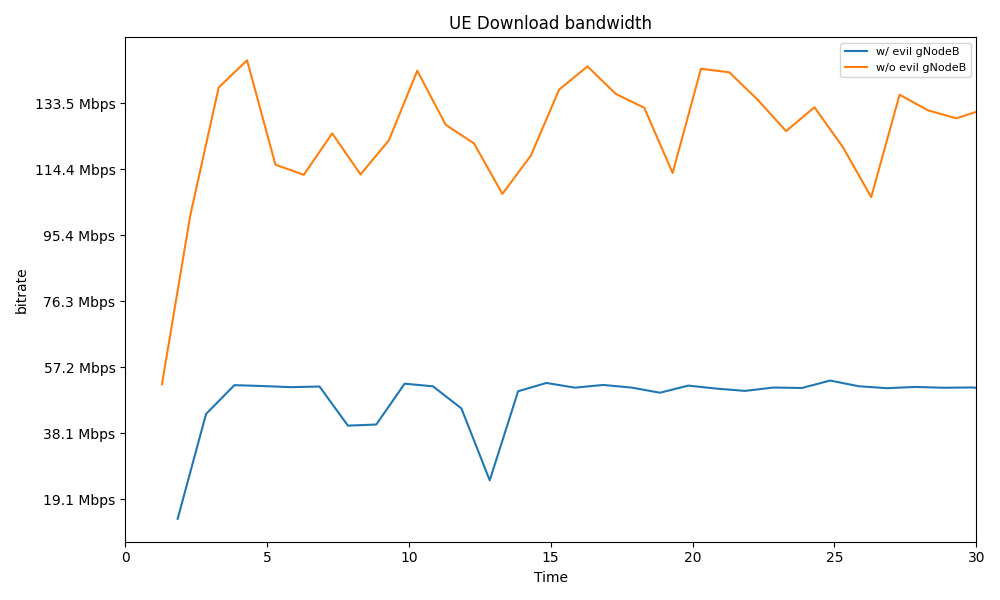 UE Download bandwidth
w/ evil gNodeB
w/o evil gNodeB
133.5 Mbps
114.4 Mbps
95.4 Mbps
76.3 Mbps
57.2 Mbps
38.1 Mbps
19.1 Mbps
bitrate
0 5 10 15 20 25 30
Time